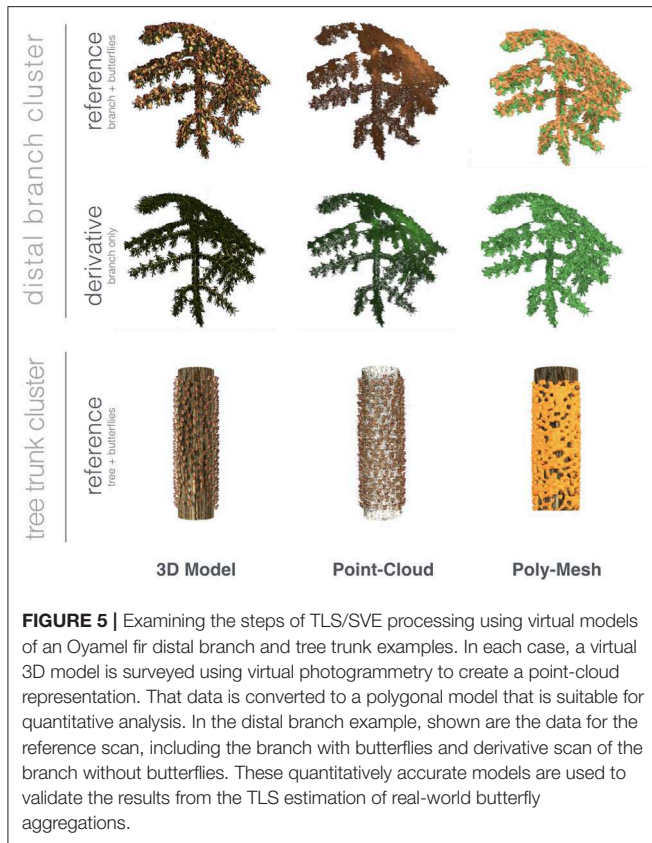 distal branch cluster
reference
branch + butterflies
derivative
branch only
tree trunk cluster
reference
tree + butterflies
3D Model
Point-Cloud
Poly-Mesh
FIGURE 5 | Examining the steps of TLS/SVE processing using virtual models
of an Oyamel fir distal branch and tree trunk examples. In each case, a virtual
3D model is surveyed using virtual photogrammetry to create a point-cloud
representation. That data is converted to a polygonal model that is suitable for
quantitative analysis. In the distal branch example, shown are the data for the
reference scan, including the branch with butterflies and derivative scan of the
branch without butterflies. These quantitatively accurate models are used to
validate the results from the TLS estimation of real-world butterfly
aggregations.